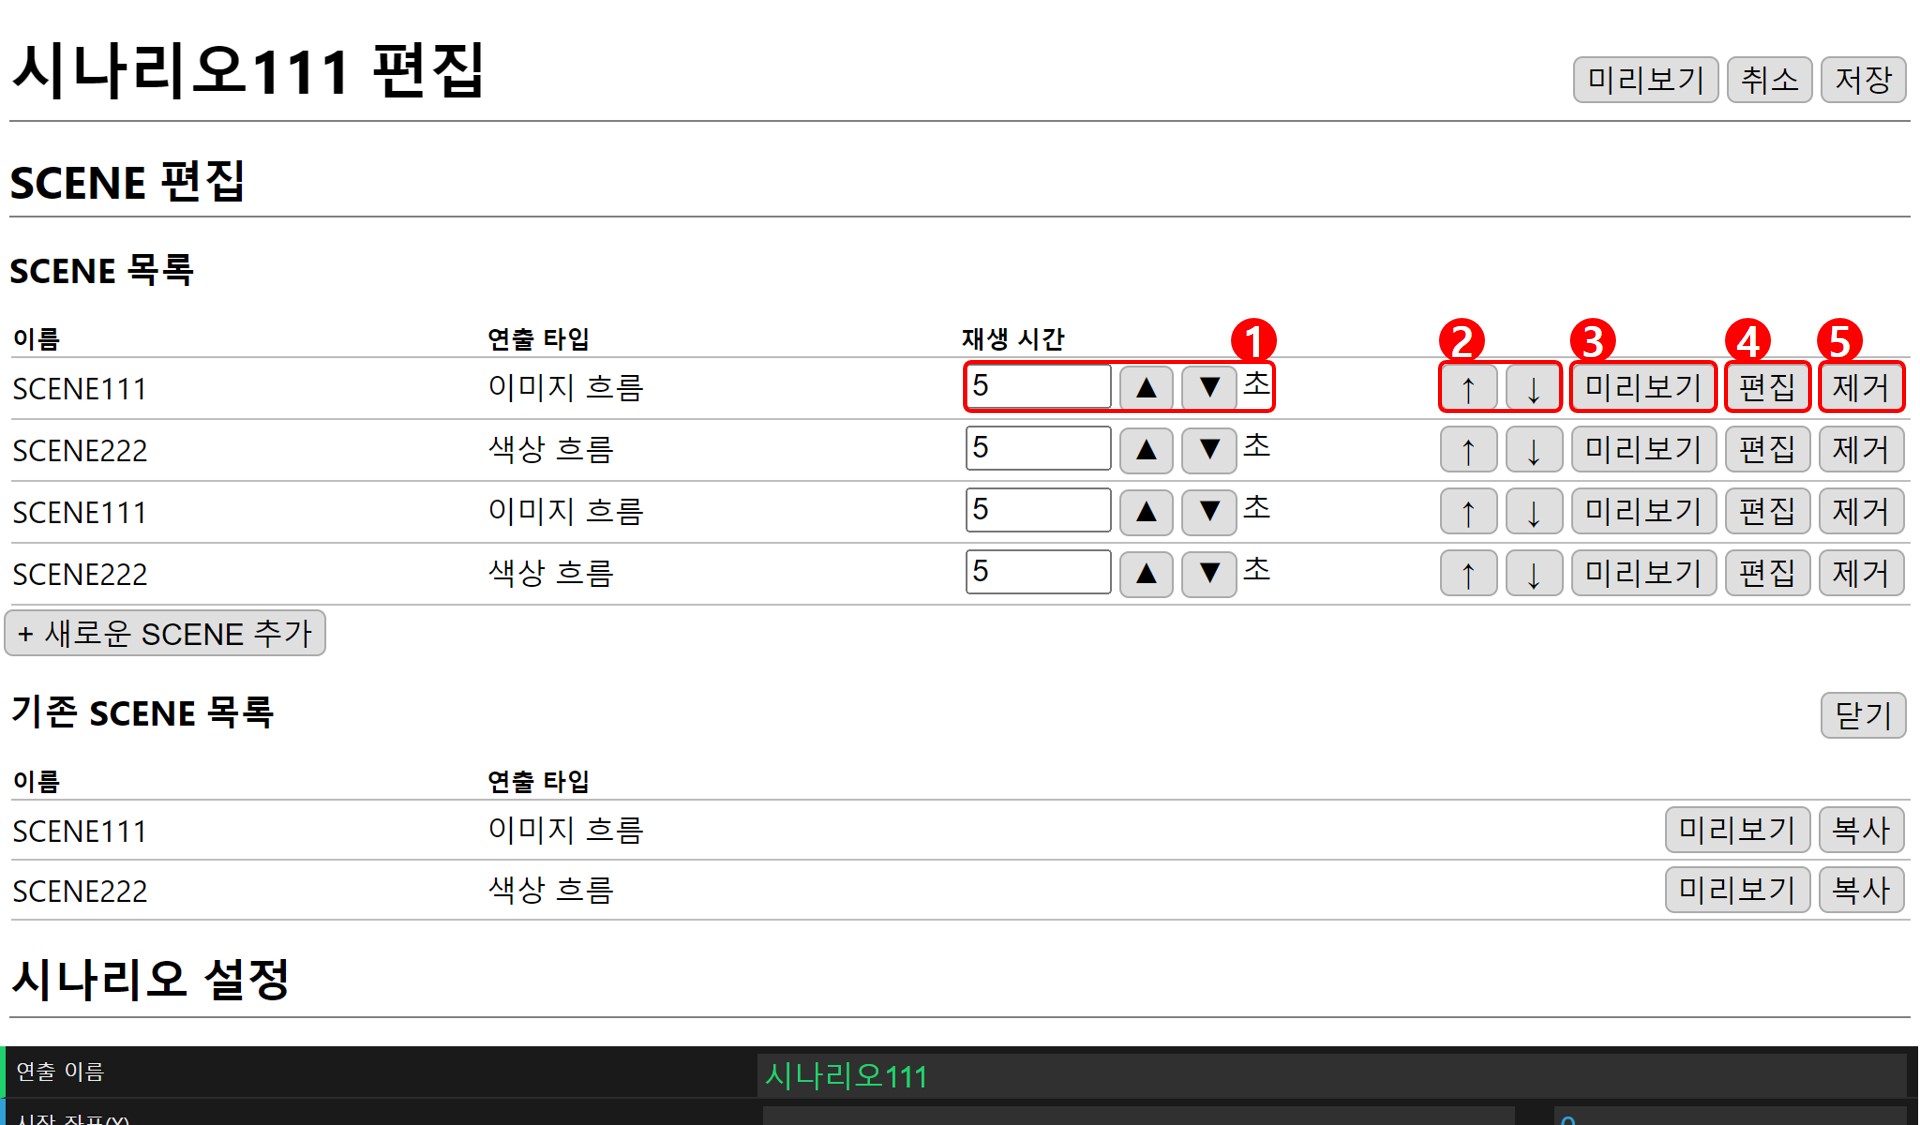 시나리오111 편집
미리보기 취소 저장
SCENE 편집
SCENE 목록
이름 연출 타입 재생 시간 1 2 3 4 5
SCENE111 이미지 흐름 5 ▲ ▼ 초 ↑ ↓ 미리보기 편집 제거
SCENE222 색상 흐름 5 ▲ ▼ 초 ↑ ↓ 미리보기 편집 제거
SCENE111 이미지 흐름 5 ▲ ▼ 초 ↑ ↓ 미리보기 편집 제거
SCENE222 색상 흐름 5 ▲ ▼ 초 ↑ ↓ 미리보기 편집 제거
+ 새로운 SCENE 추가
기존 SCENE 목록 닫기
이름 연출 타입
SCENE111 이미지 흐름 미리보기 복사
SCENE222 색상 흐름 미리보기 복사
시나리오 설정
연출 이름 시나리오111